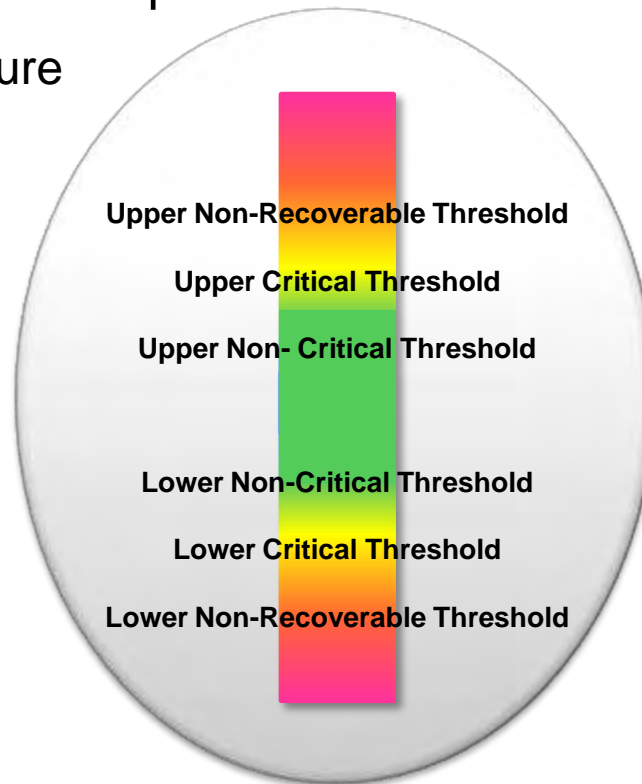 ure
Upper Non-Recoverable Threshold
Upper Critical Threshold
Upper Non- Critical Threshold
Lower Non-Critical Threshold
Lower Critical Threshold
Lower Non-Recoverable Threshold